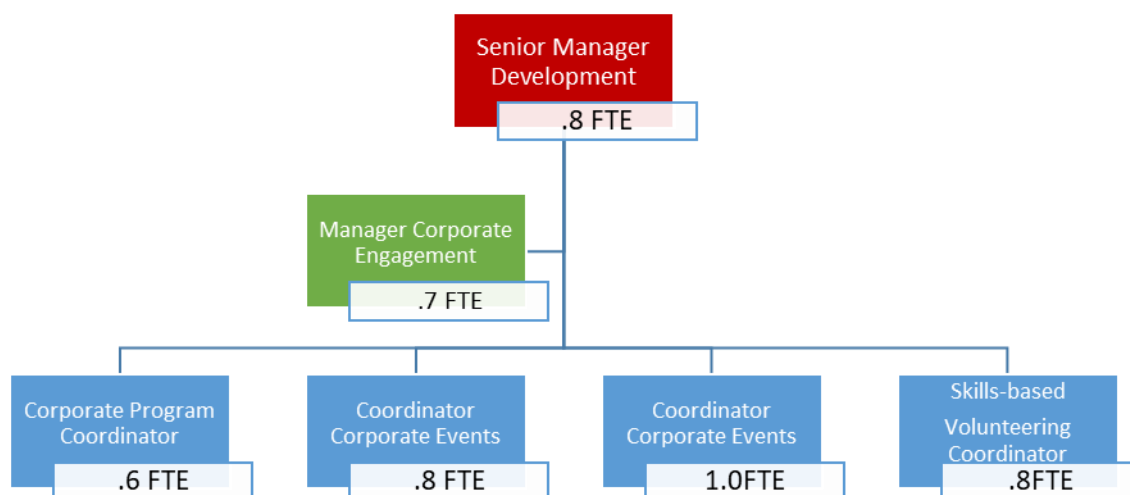 Senior Manager
Development
.8 FTE
Manager Corporate
Engagement
.7 FTE
Corporate Program
Coordinator
.6 FTE
Coordinator
Corporate Events
.8 FTE
Coordinator
Corporate Events
1.0FTE
Skills-based
Volunteering
Coordinator
.8FTE